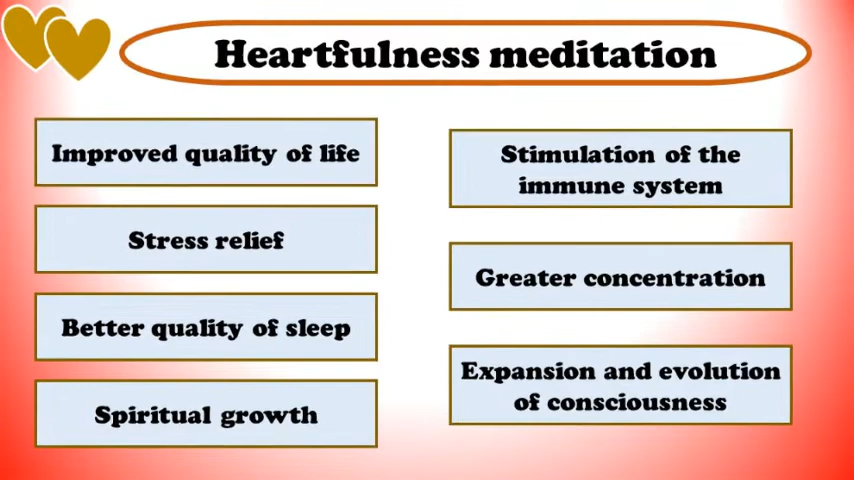 Heartfulness meditation
Improved quality of life
Stress relief
Better quality of sleep
Spiritual growth
Stimulation of the
immune system
Greater concentration
Expansion and evolution
of consciousness